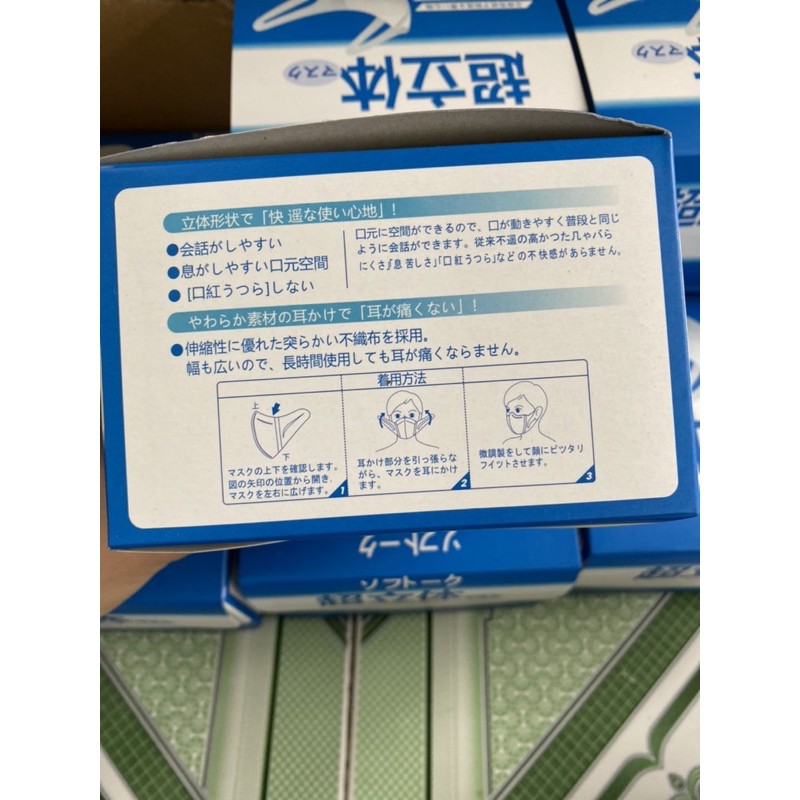 超立体
マスク
立体形状で「快 遥な使い心地」!
●会話がしやすい
●息がしやすい口元空間
●[口紅うつら]しない
口元に空間ができるので、口が動きやすく普段と同じ
ように会話ができます。従来不遥の高かつた几ゃバら
にくさ『息 苦しさ」「口 紅うつら」などの不 快感があらません。
やわらか素材の耳かけで「耳が痛くない」!
●伸縮性に優れた突らかい不織布を採用。
幅も広いので、長時間使用しても耳が痛くならません。
着用方法
上
下
マスクの上下を確認します。
図の矢印の位置から開き,
マスクを左右に広げます。
1
耳かけ部分を引っ張らな
がら、マスクを耳にかけ
ます。
2
微調製をして顔にピツタリ
フイツトさせます。
3
ソフトーク
ソフトーク